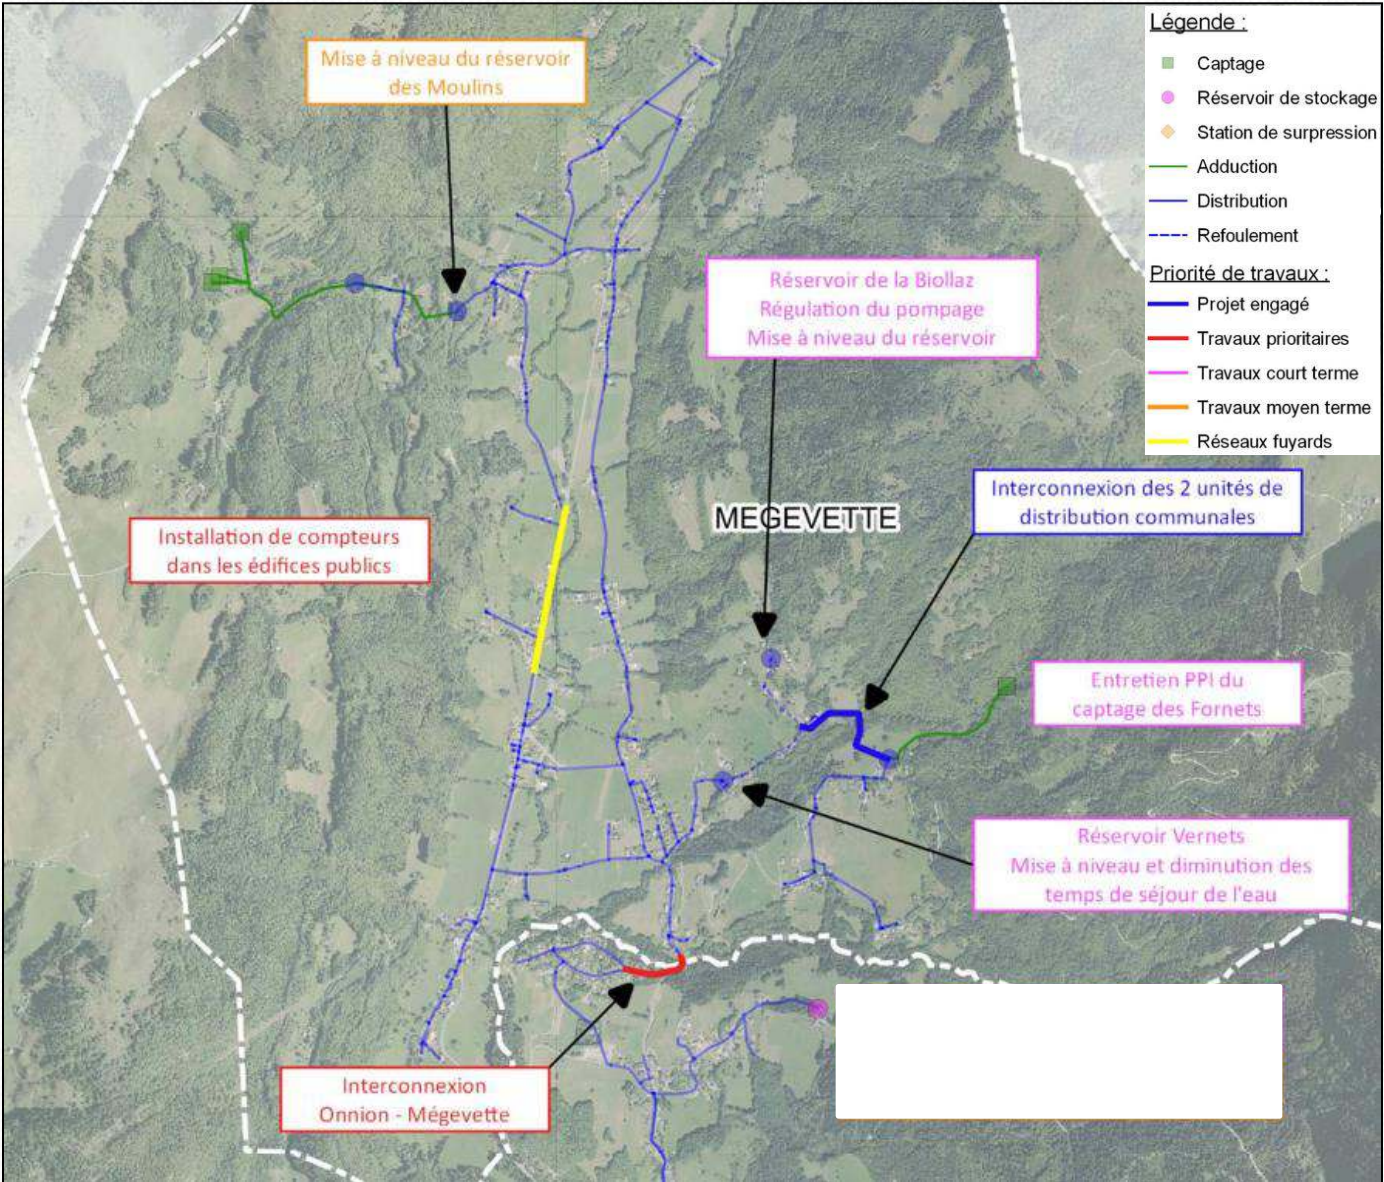 Mise à niveau du réservoir
des Moulins
Légende :
Captage
Réservoir de stockage
Station de surpression
Adduction
Distribution
Refoulement
Priorité de travaux :
Projet engagé
Travaux prioritaires
Travaux court terme
Travaux moyen terme
Réseaux fuyards
Réservoir de la Biollaz
Régulation du pompage
Mise à niveau du réservoir
Interconnexion des 2 unités de
distribution communales
MEGEVETTE
Installation de compteurs
dans les édifices publics
Entretien PPI du
captage des Fornets
Réservoir Vernets
Mise à niveau et diminution des
temps de séjour de l'eau
Interconnexion
Onnion - Mégevette